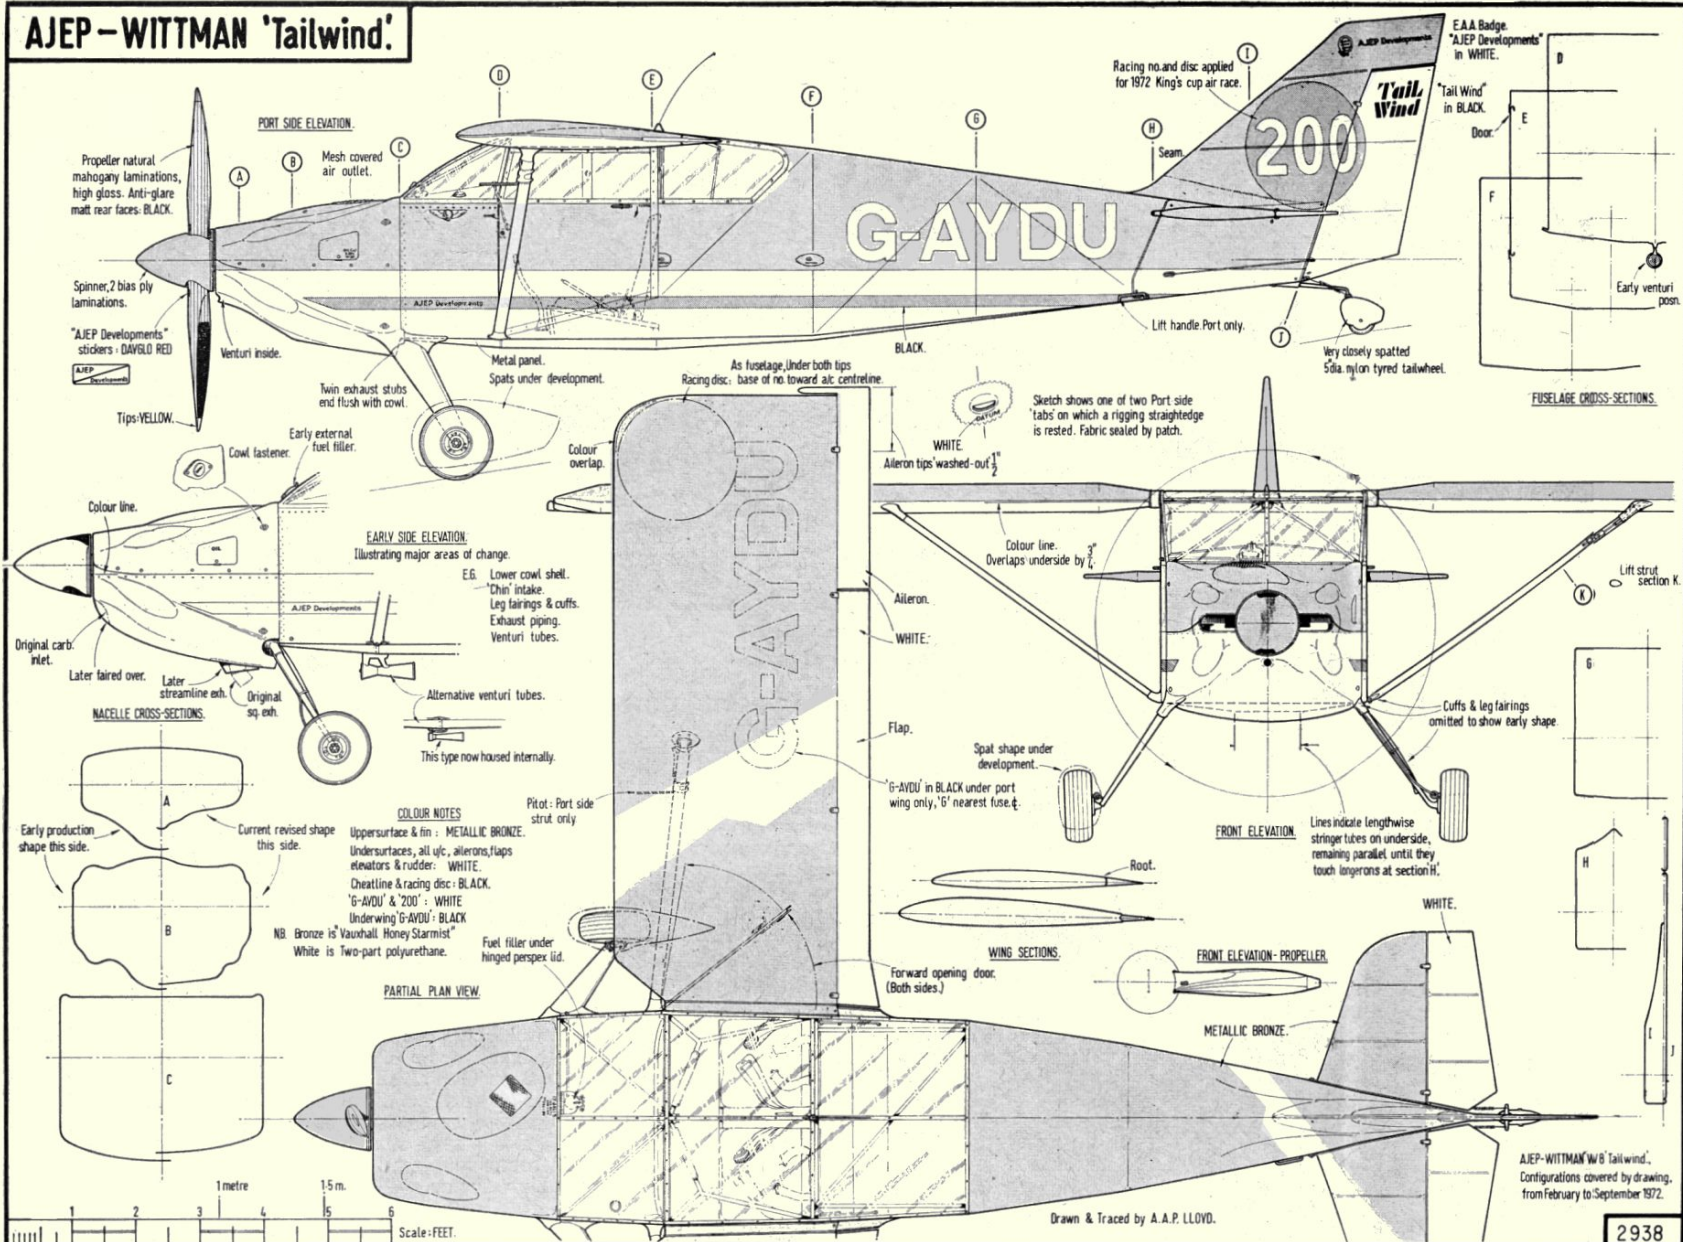 AJEP-WITTMAN 'Tailwind'.
PORT SIDE ELEVATION.
Propeller natural
mahogany laminations,
high gloss. Anti-glare
matt rear faces: BLACK.
A
B
Mesh covered
air outlet.
C
D
E
F
G
H
Seam.
I
Racing no. and disc applied
for 1972 King's cup air race.
AJEP Developments
Tail
Wind
200
G-AYDU
E.A.A Badge.
"AJEP Developments"
in WHITE.
"Tail Wind"
in BLACK.
Door.
D
E
F
Early venturi
posn.
FUSELAGE CROSS-SECTIONS.
Spinner, 2 bias ply
laminations.
"AJEP Developments"
stickers: DAYGLO RED
AJEP
Developments
Tips: YELLOW.
Venturi inside.
AJEP Developments
Twin exhaust stubs
end flush with cowl.
Metal panel.
Spats under development.
BLACK.
Lift handle. Port only.
J
Very closely spatted
5"dia. nylon tyred tailwheel.
As fuselage, Under both tips
Racing disc: base of no. toward a/c centreline.
Colour
overlap.
DATUM
WHITE.
Sketch shows one of two Port side
'tabs' on which a rigging straightedge
is rested. Fabric sealed by patch.
Aileron tips 'washed-out' 1/2"
Cowl fastener.
Early external
fuel filler.
Colour line.
OIL
EARLY SIDE ELEVATION.
Illustrating major areas of change.
E.G. Lower cowl shell.
'Chin' intake.
Leg fairings & cuffs.
Exhaust piping.
Venturi tubes.
AJEP Developments
Original carb.
inlet.
Later faired over.
Later
streamline exh.
Original
sq. exh.
Alternative venturi tubes.
This type now housed internally.
NACELLE CROSS-SECTIONS.
A
Early production
shape this side.
Current revised shape
this side.
B
C
COLOUR NOTES
Uppersurface & fin: METALLIC BRONZE.
Undersurfaces, all u/c, ailerons, flaps
elevators & rudder: WHITE.
Cheatline & racing disc: BLACK.
'G-AYDU' & '200': WHITE
Underwing 'G-AYDU': BLACK
N.B. Bronze is "Vauxhall Honey Starmist"
White is Two-part polyurethane.
PARTIAL PLAN VIEW.
Pitot: Port side
strut only
Fuel filler under
hinged perspex lid.
G-AYDU
Colour line.
Overlaps underside by 3/4"
Aileron.
WHITE.
Flap.
'G-AYDU' in BLACK under port
wing only, 'G' nearest fuse. ¢.
Forward opening door.
(Both sides.)
Spat shape under
development.
Lift strut
section K.
K
Cuffs & leg fairings
omitted to show early shape.
FRONT ELEVATION.
Lines indicate lengthwise
stringer tubes on underside,
remaining parallel until they
touch longerons at section 'H'.
Root.
WING SECTIONS.
FRONT ELEVATION-PROPELLER.
WHITE.
METALLIC BRONZE.
G
H
I
J
AJEP-WITTMAN W8 'Tailwind'.
Configurations covered by drawing,
from February to September 1972.
Drawn & Traced by A.A.P. LLOYD.
1 metre
1·5 m.
1 2 3 4 5 6
Scale: FEET.
2938